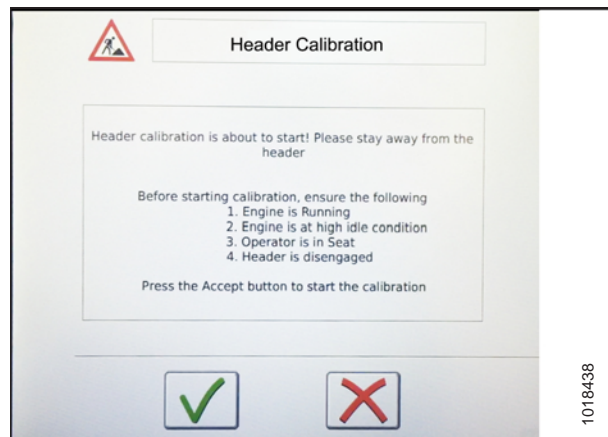 Header Calibration
Header calibration is about to start! Please stay away from the
header
Before starting calibration, ensure the following
1. Engine is Running
2. Engine is at high idle condition
3. Operator is in Seat
4. Header is disengaged
Press the Accept button to start the calibration
1018438